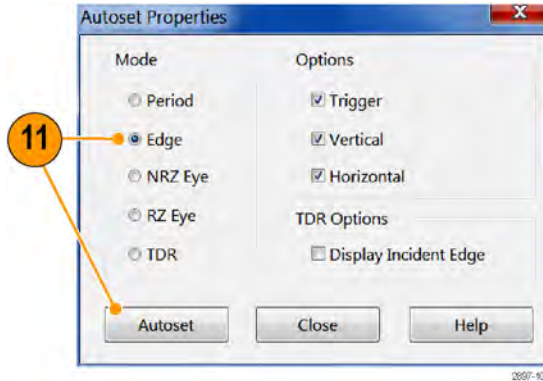 Autoset Properties
X
Mode
Period
Edge
NRZ Eye
RZ Eye
TDR
Options
Trigger
Vertical
Horizontal
TDR Options
Display Incident Edge
11
Autoset
Close
Help